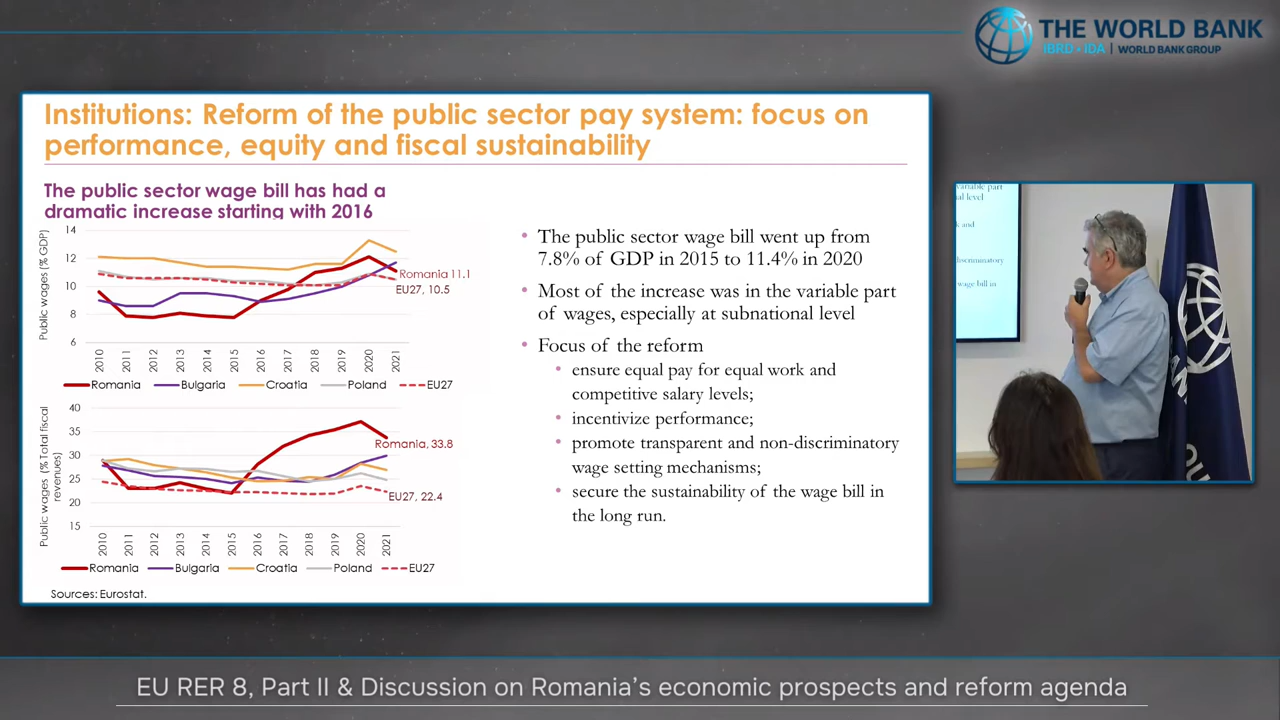 THE WORLD BANK
IBRD • IDA | WORLD BANK GROUP
Institutions: Reform of the public sector pay system: focus on
performance, equity and fiscal sustainability
The public sector wage bill has had a
dramatic increase starting with 2016
Public wages (% GDP)
14
12
10
8
6
Romania 11.1
EU27, 10.5
2010 2011 2012 2013 2014 2015 2016 2017 2018 2019 2020 2021
Romania Bulgaria Croatia Poland EU27
Public wages (% Total fiscal
revenues)
40
35
30
25
20
15
Romania, 33.8
EU27, 22.4
2010 2011 2012 2013 2014 2015 2016 2017 2018 2019 2020 2021
Romania Bulgaria Croatia Poland EU27
Sources: Eurostat.
• The public sector wage bill went up from
7.8% of GDP in 2015 to 11.4% in 2020
• Most of the increase was in the variable part
of wages, especially at subnational level
• Focus of the reform
• ensure equal pay for equal work and
competitive salary levels;
• incentivize performance;
• promote transparent and non-discriminatory
wage setting mechanisms;
• secure the sustainability of the wage bill in
the long run.
variable part
al level
and
discriminatory
wage bill in
EU RER 8, Part II & Discussion on Romania's economic prospects and reform agenda